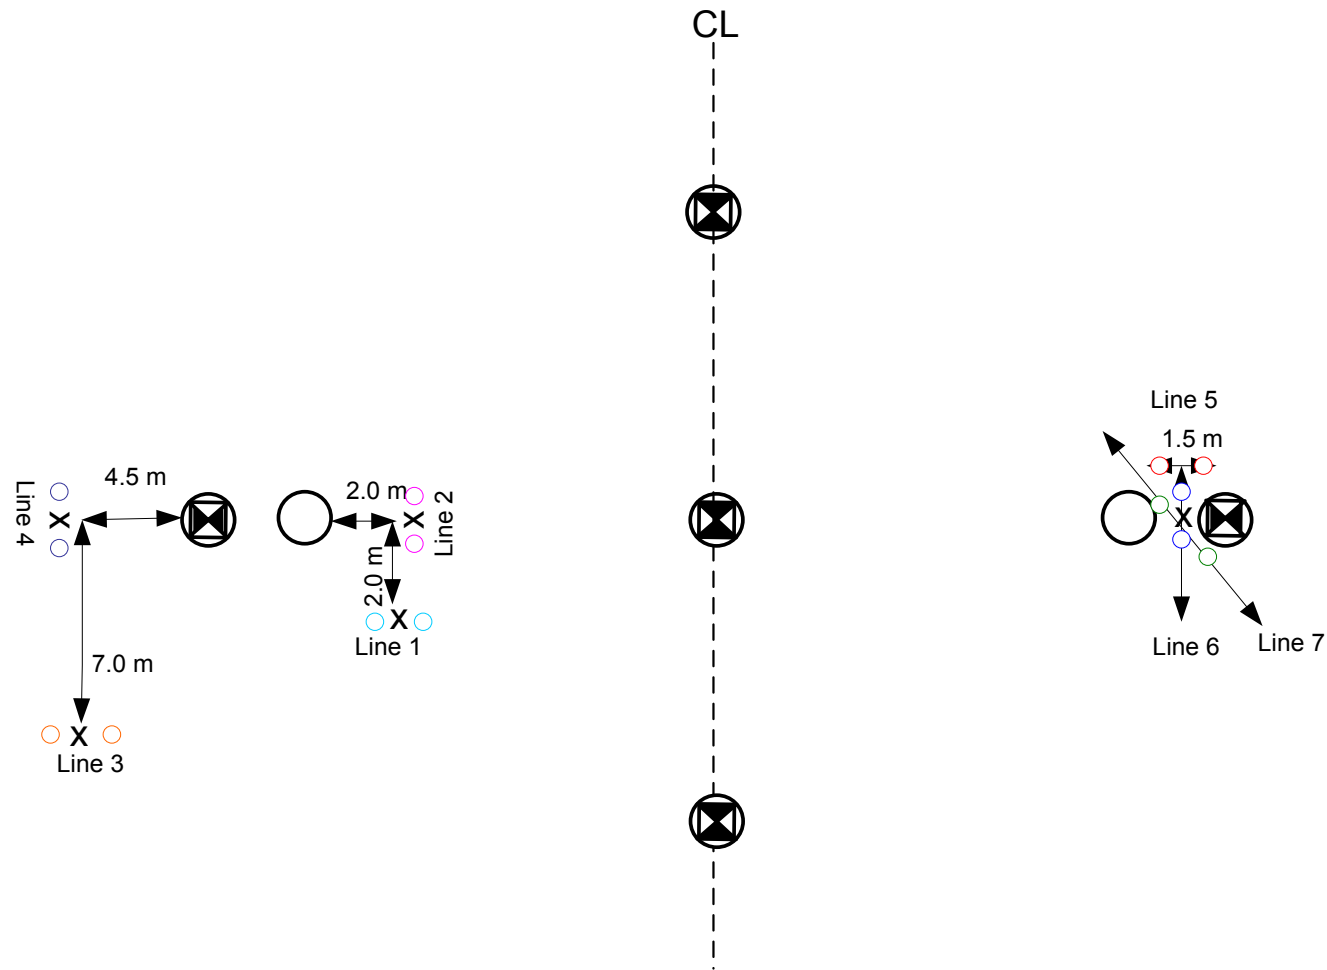 CL
Line 5
1.5 m
4.5 m
2.0 m
Line 2
Line 4
2.0 m
X
X
X
X
Line 1
Line 6
Line 7
7.0 m
X
Line 3